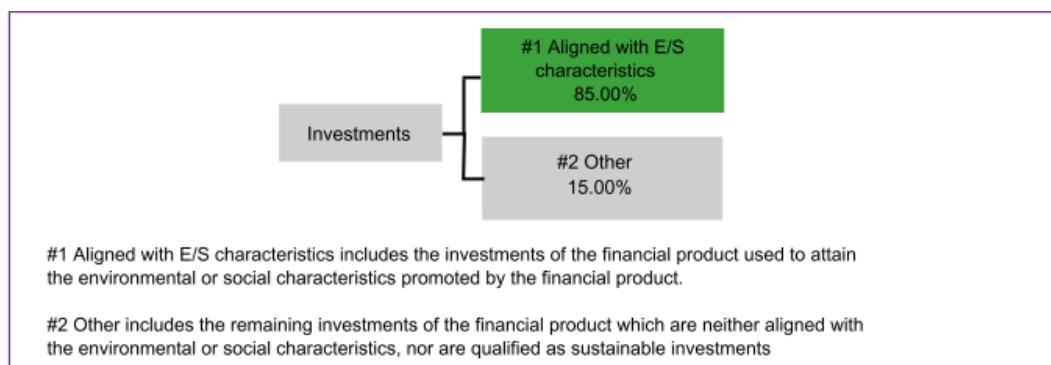 #1 Aligned with E/S
characteristics
85.00%
Investments
#2 Other
15.00%
#1 Aligned with E/S characteristics includes the investments of the financial product used to attain
the environmental or social characteristics promoted by the financial product.
#2 Other includes the remaining investments of the financial product which are neither aligned with
the environmental or social characteristics, nor are qualified as sustainable investments